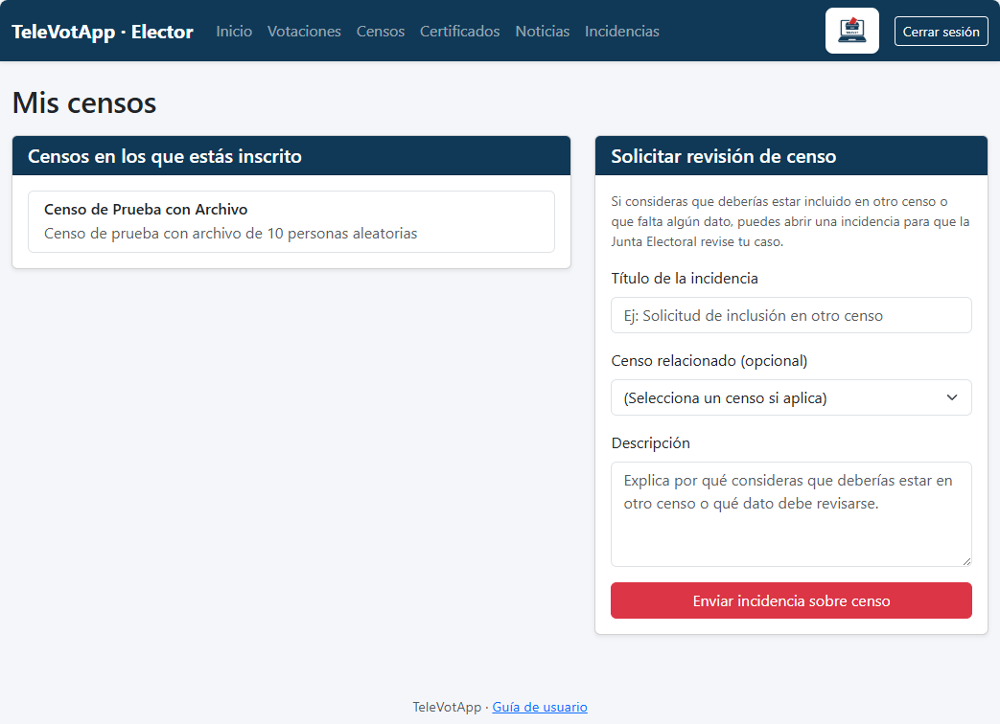 TeleVotApp · Elector
Inicio
Votaciones
Censos
Certificados
Noticias
Incidencias
Cerrar sesión
Mis censos
Censos en los que estás inscrito
Censo de Prueba con Archivo
Censo de prueba con archivo de 10 personas aleatorias
Solicitar revisión de censo
Si consideras que deberías estar incluido en otro censo o
que falta algún dato, puedes abrir una incidencia para que la
Junta Electoral revise tu caso.
Título de la incidencia
Ej: Solicitud de inclusión en otro censo
Censo relacionado (opcional)
(Selecciona un censo si aplica)
Descripción
Explica por qué consideras que deberías estar en
otro censo o qué dato debe revisarse.
Enviar incidencia sobre censo
TeleVotApp · Guía de usuario